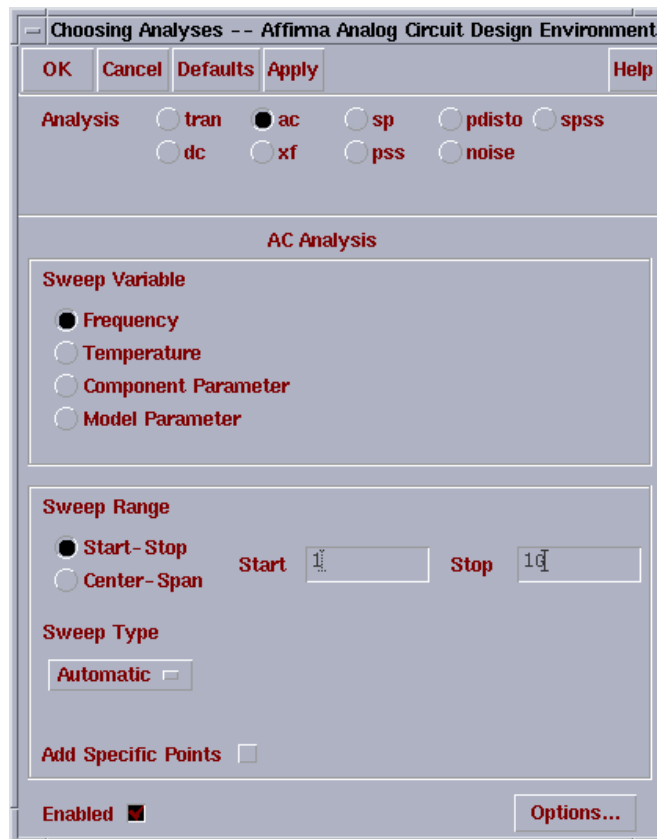 Choosing Analyses -- Affirma Analog Circuit Design Environment
OK Cancel Defaults Apply Help
Analysis tran ac sp pdisto spss
dc xf pss noise
AC Analysis
Sweep Variable
Frequency
Temperature
Component Parameter
Model Parameter
Sweep Range
Start-Stop
Center-Span
Start 1 Stop
Sweep Type
Automatic
Add Specific Points
Enabled Options...